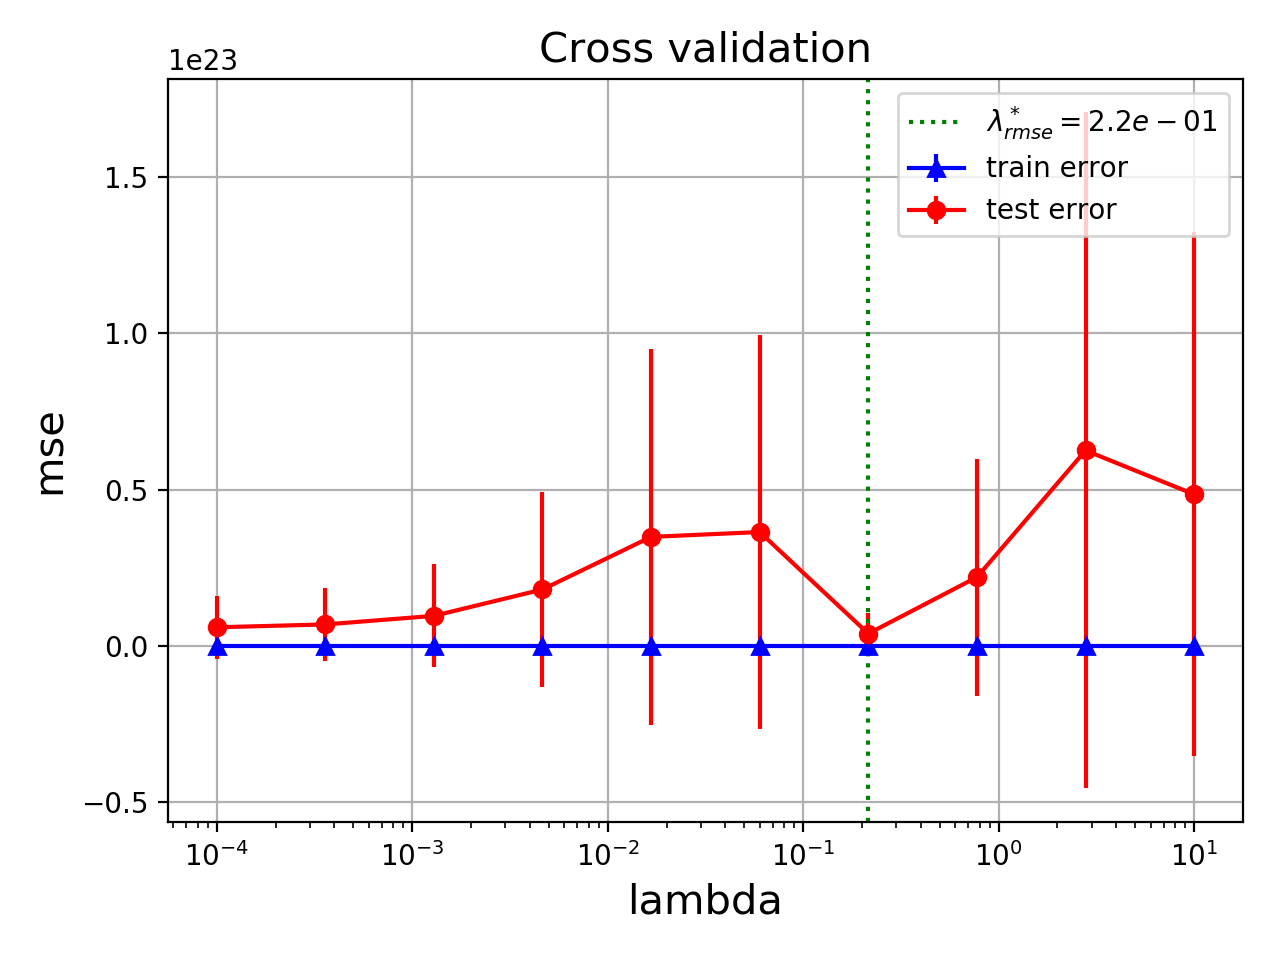 Cross validation
1e23
λ*rmse = 2.2e − 01
train error
test error
1.5
1.0
0.5
0.0
−0.5
mse
10⁻⁴ 10⁻³ 10⁻² 10⁻¹ 10⁰ 10¹
lambda